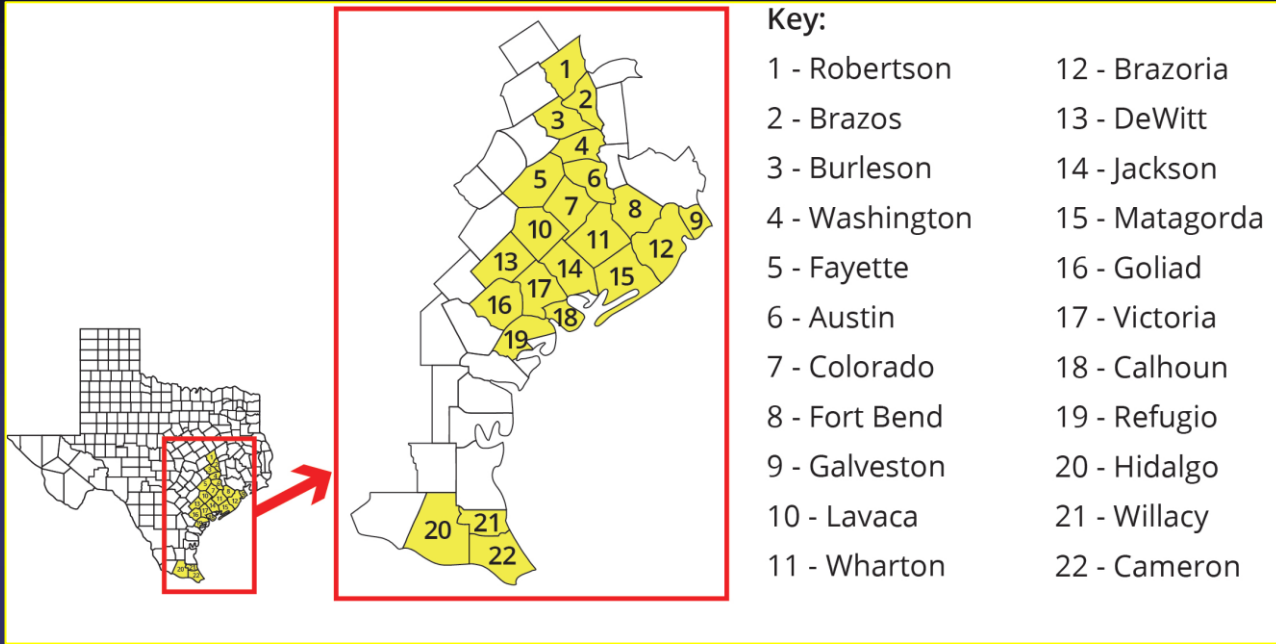 Key:
1 - Robertson
2 - Brazos
3 - Burleson
4 - Washington
5 - Fayette
6 - Austin
7 - Colorado
8 - Fort Bend
9 - Galveston
10 - Lavaca
11 - Wharton
12 - Brazoria
13 - DeWitt
14 - Jackson
15 - Matagorda
16 - Goliad
17 - Victoria
18 - Calhoun
19 - Refugio
20 - Hidalgo
21 - Willacy
22 - Cameron
1
2
3
4
5
6
7
8
9
10
11
12
13
14
15
16
17
18
19
20
21
22